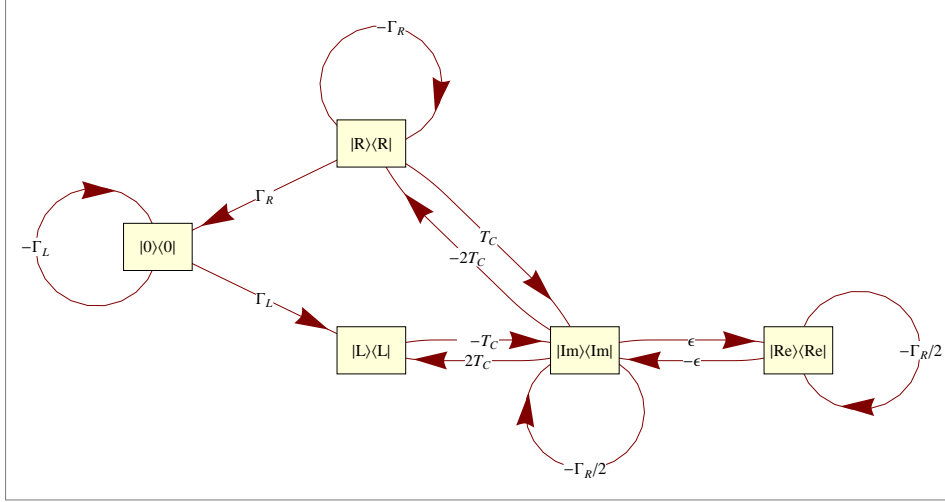 -Γ_R
|R⟩⟨R|
Γ_R
T_C
-2T_C
-Γ_L
|0⟩⟨0|
Γ_L
|L⟩⟨L|
-T_C
2T_C
|Im⟩⟨Im|
ϵ
-ϵ
|Re⟩⟨Re|
-Γ_R/2
-Γ_R/2